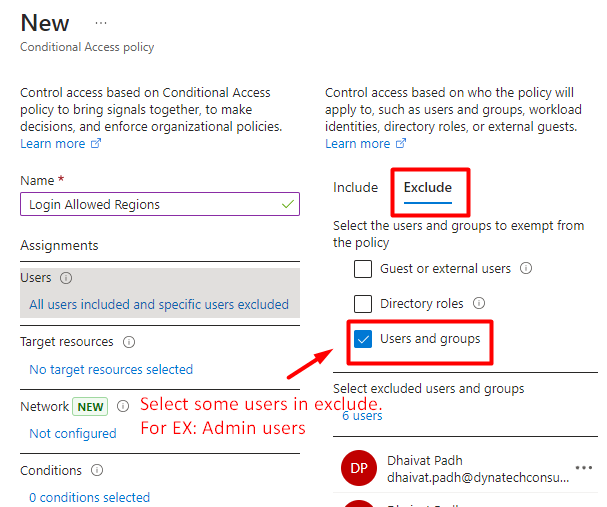 New ...
Conditional Access policy
Control access based on Conditional Access
policy to bring signals together, to make
decisions, and enforce organizational policies.
Learn more
Name *
Login Allowed Regions
Assignments
Users
All users included and specific users excluded
Target resources
No target resources selected
Network NEW
Not configured
Conditions
0 conditions selected
Control access based on who the policy will
apply to, such as users and groups, workload
identities, directory roles, or external guests.
Learn more
Include Exclude
Select the users and groups to exempt from
the policy
Guest or external users
Directory roles
Users and groups
Select excluded users and groups
6 users
Select some users in exclude.
For EX: Admin users
DP Dhaivat Padh ...
dhaivat.padh@dynatechconsu...